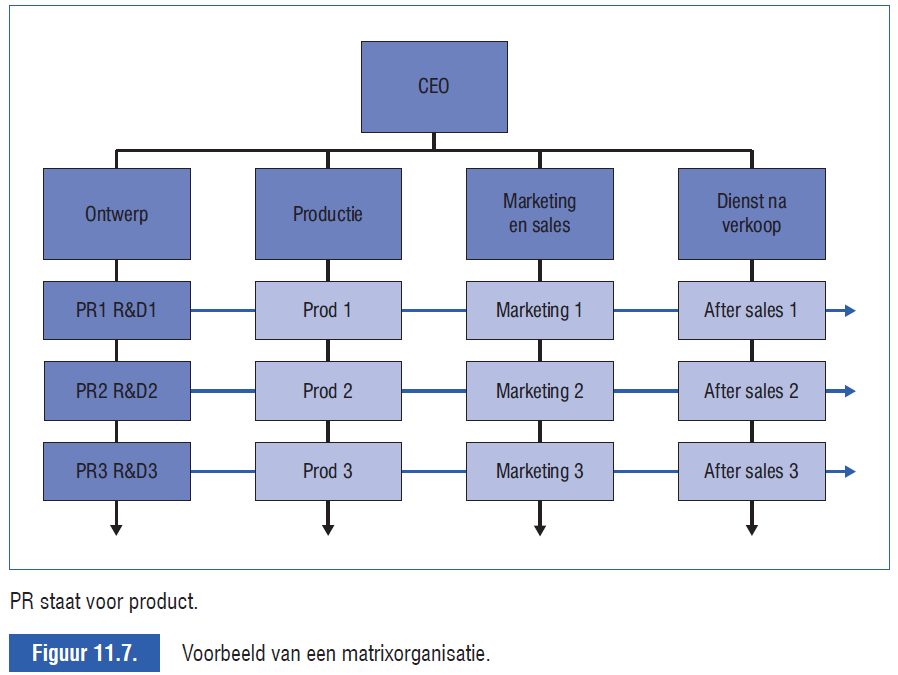 CEO
Ontwerp
Productie
Marketing
en sales
Dienst na
verkoop
PR1 R&D1
Prod 1
Marketing 1
After sales 1
PR2 R&D2
Prod 2
Marketing 2
After sales 2
PR3 R&D3
Prod 3
Marketing 3
After sales 3
PR staat voor product.
Figuur 11.7.
Voorbeeld van een matrixorganisatie.